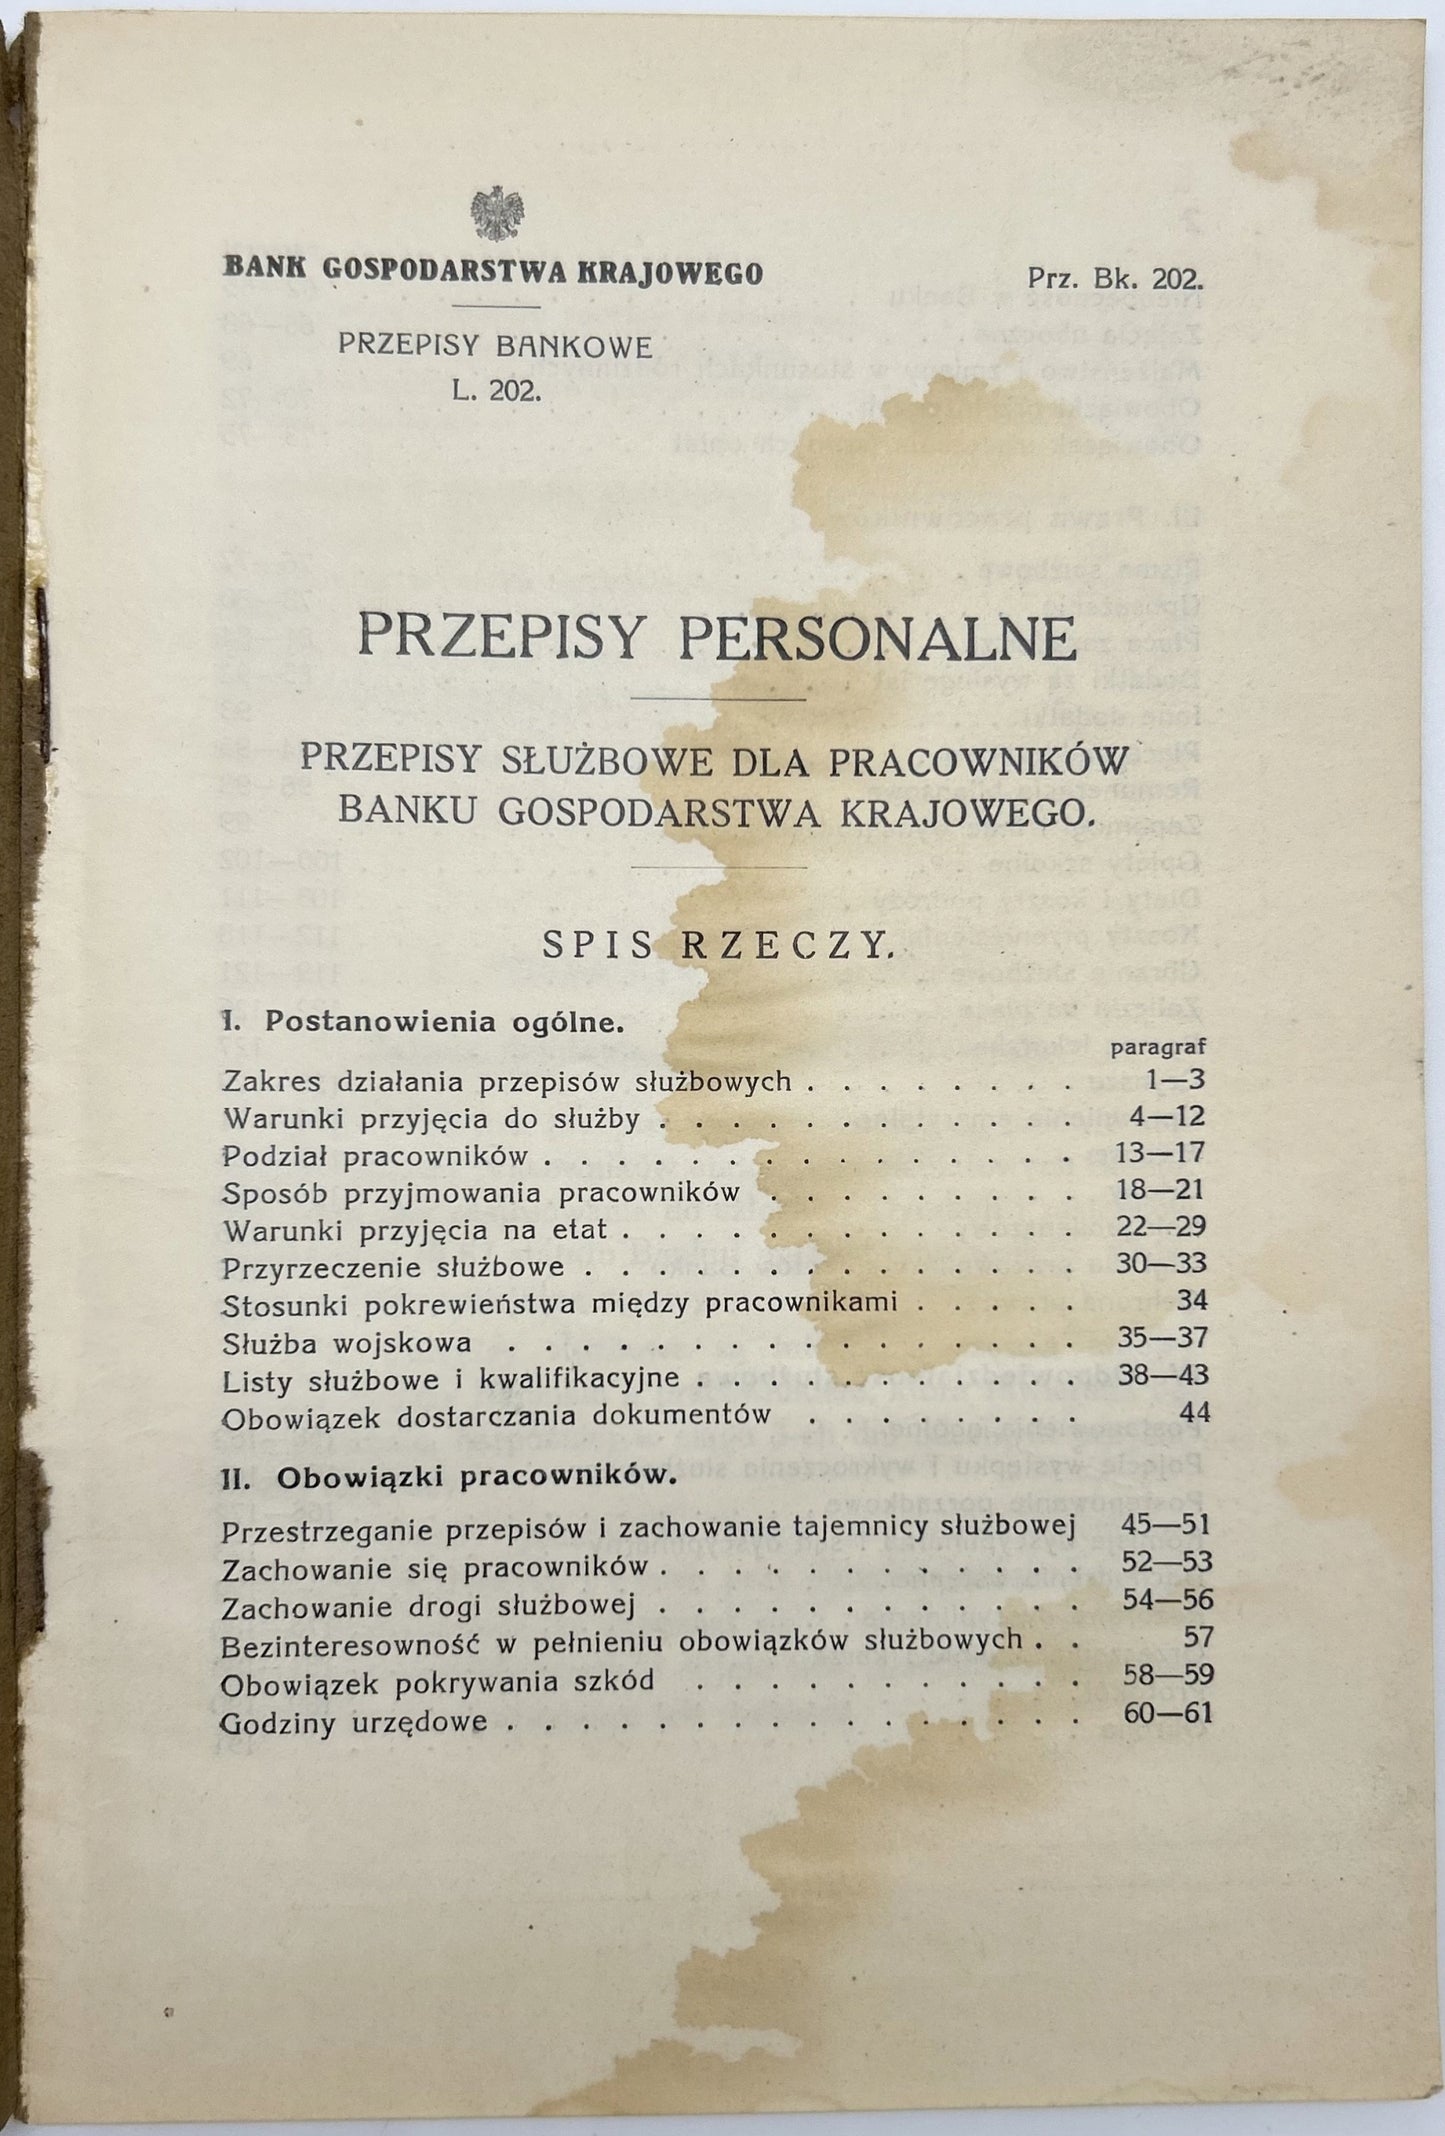 BANK GOSPODARSTWA KRAJOWEGO
Prz. Bk. 202.
PRZEPISY BANKOWE
L. 202.
PRZEPISY PERSONALNE
PRZEPISY SŁUŻBOWE DLA PRACOWNIKÓW
BANKU GOSPODARSTWA KRAJOWEGO.
SPIS RZECZY.
I. Postanowienia ogólne.
paragraf
Zakres działania przepisów służbowych . . . . . . . . 1—3
Warunki przyjęcia do służby . . . . . . . . . . . . 4—12
Podział pracowników . . . . . . . . . . . . . . . 13—17
Sposób przyjmowania pracowników . . . . . . . . . 18—21
Warunki przyjęcia na etat . . . . . . . . . . . . . 22—29
Przyrzeczenie służbowe . . . . . . . . . . . . . . 30—33
Stosunki pokrewieństwa między pracownikami . . . . . 34
Służba wojskowa . . . . . . . . . . . . . . . . 35—37
Listy służbowe i kwalifikacyjne . . . . . . . . . . . 38—43
Obowiązek dostarczania dokumentów . . . . . . . . 44
II. Obowiązki pracowników.
Przestrzeganie przepisów i zachowanie tajemnicy służbowej 45—51
Zachowanie się pracowników . . . . . . . . . . . . 52—53
Zachowanie drogi służbowej . . . . . . . . . . . . 54—56
Bezinteresowność w pełnieniu obowiązków służbowych . . 57
Obowiązek pokrywania szkód . . . . . . . . . . . 58—59
Godziny urzędowe . . . . . . . . . . . . . . . . 60—61